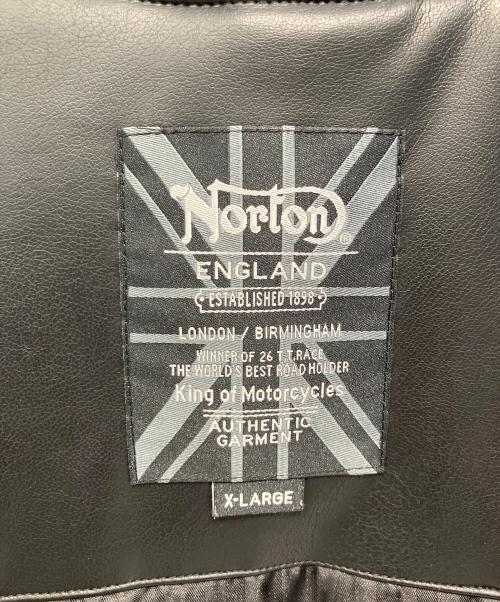 Norton®
ENGLAND
ESTABLISHED 1898
LONDON / BIRMINGHAM
WINNER OF 26 T.T.RACE
THE WORLD'S BEST ROAD HOLDER
King of Motorcycles
AUTHENTIC
GARMENT
X-LARGE